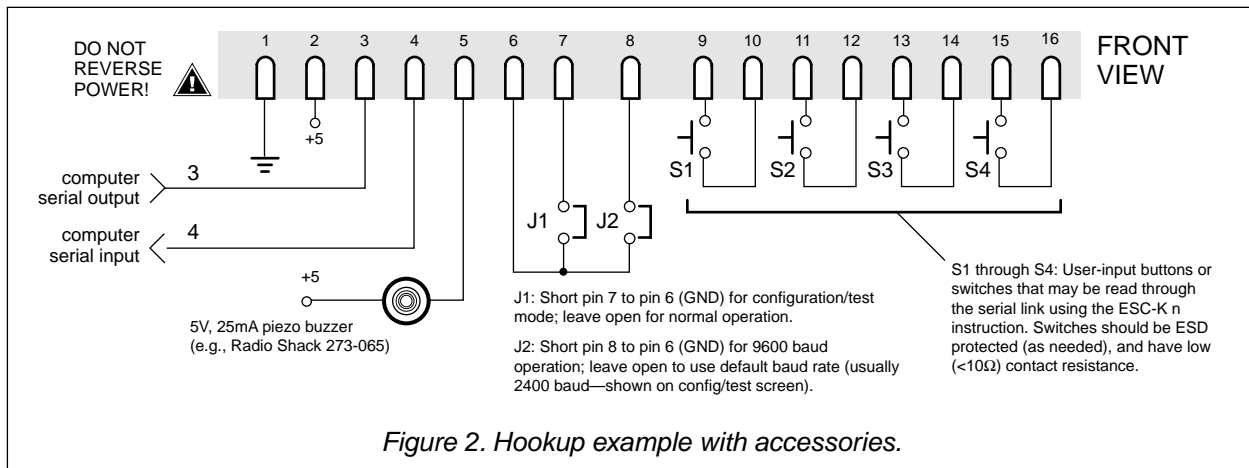 DO NOT
REVERSE
POWER!
1 2 3 4 5 6 7 8 9 10 11 12 13 14 15 16
FRONT
VIEW
+5
computer
serial output
3
computer
serial input
4
S1
S2
S3
S4
J1
J2
+5
5V, 25mA piezo buzzer
(e.g., Radio Shack 273-065)
J1: Short pin 7 to pin 6 (GND) for configuration/test
mode; leave open for normal operation.
J2: Short pin 8 to pin 6 (GND) for 9600 baud
operation; leave open to use default baud rate (usually
2400 baud—shown on config/test screen).
S1 through S4: User-input buttons or
switches that may be read through
the serial link using the ESC-K n
instruction. Switches should be ESD
protected (as needed), and have low
(<10Ω) contact resistance.
Figure 2. Hookup example with accessories.